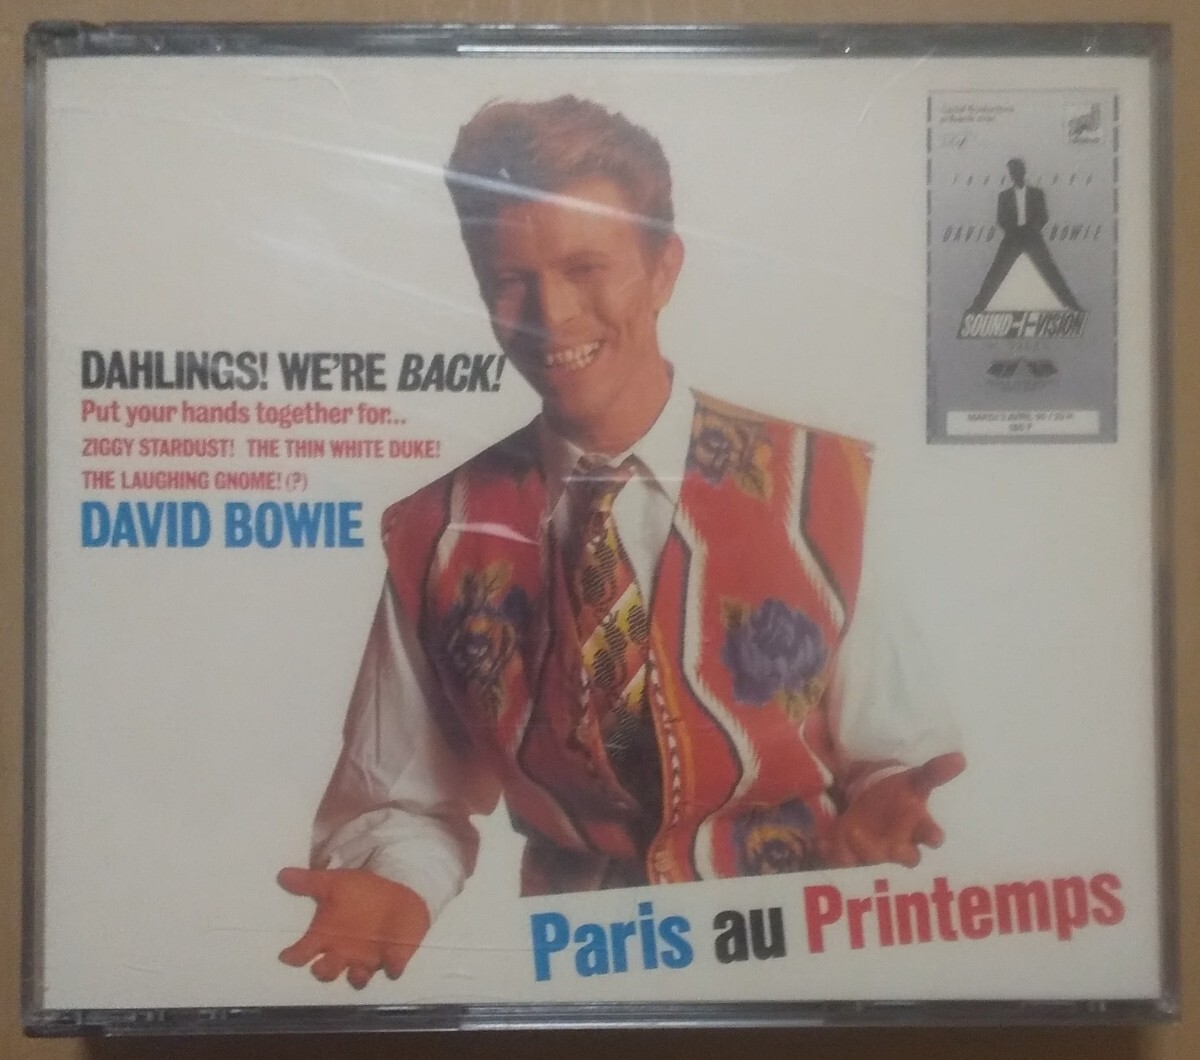 DAHLINGS! WE'RE BACK!
Put your hands together for...
ZIGGY STARDUST! THE THIN WHITE DUKE!
THE LAUGHING GNOME! (?)
DAVID BOWIE
Paris au Printemps
DAVID BOWIE
SOUND+VISION